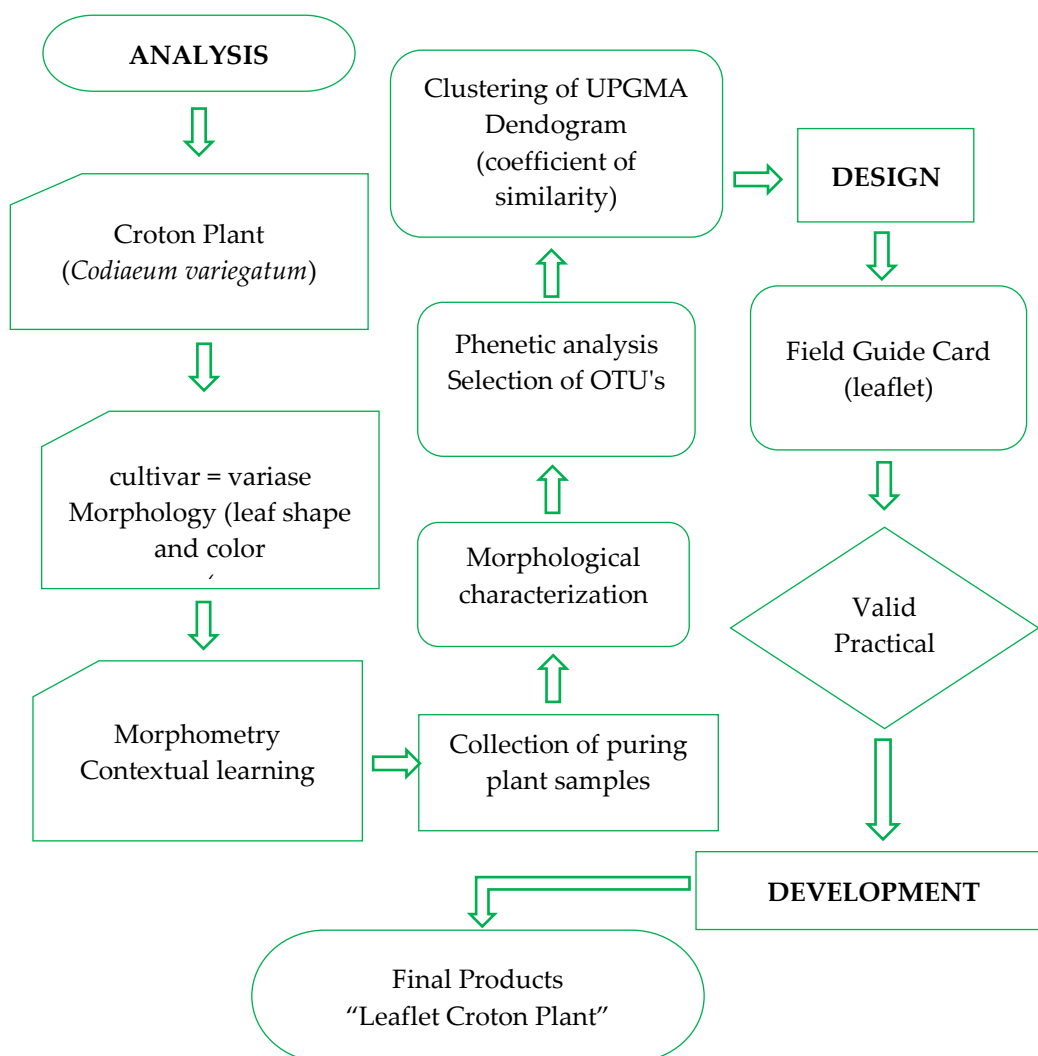 ANALYSIS
Croton Plant
(Codiaeum variegatum)
cultivar = variase
Morphology (leaf shape
and color
Morphometry
Contextual learning
Collection of puring
plant samples
Morphological
characterization
Phenetic analysis
Selection of OTU's
Clustering of UPGMA
Dendogram
(coefficient of
similarity)
DESIGN
Field Guide Card
(leaflet)
Valid
Practical
DEVELOPMENT
Final Products
“Leaflet Croton Plant”